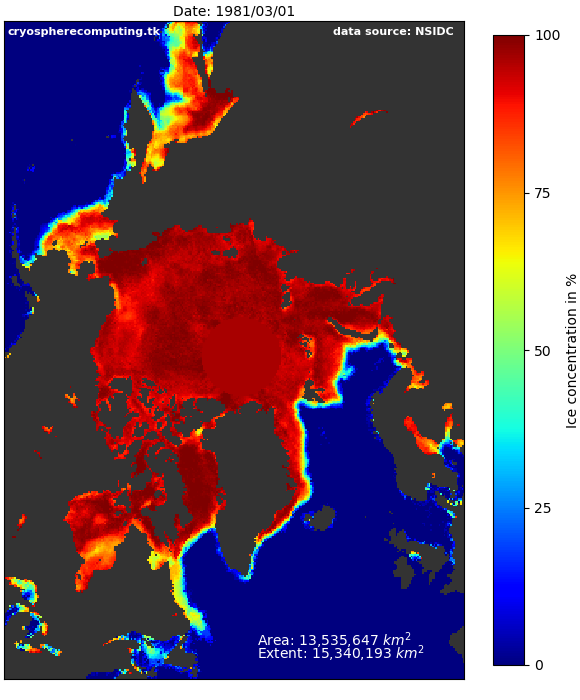 Date: 1981/03/01
cryospherecomputing.tk
data source: NSIDC
100
75
50
25
0
Ice concentration in %
Area: 13,535,647 km²
Extent: 15,340,193 km²